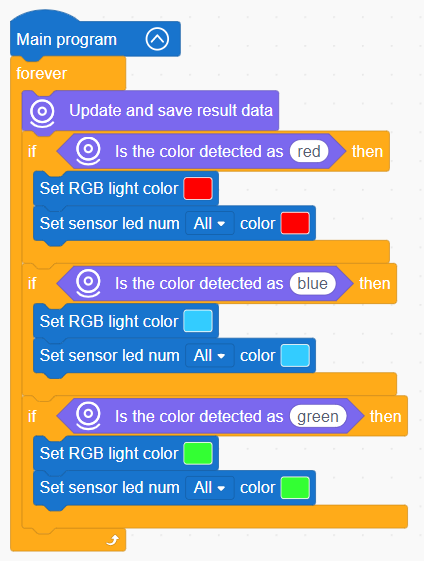 Main program
forever
Update and save result data
if Is the color detected as red then
Set RGB light color
Set sensor led num All color
if Is the color detected as blue then
Set RGB light color
Set sensor led num All color
if Is the color detected as green then
Set RGB light color
Set sensor led num All color